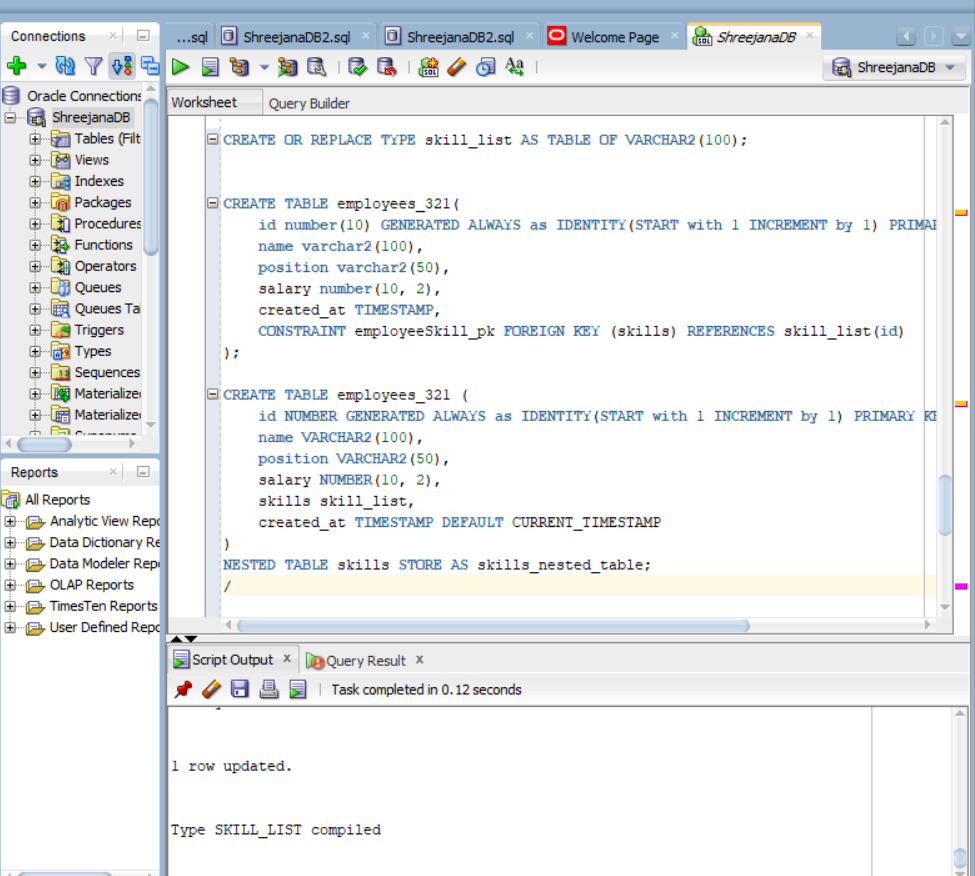 Connections
...sql
ShreejanaDB2.sql
ShreejanaDB2.sql
Welcome Page
ShreejanaDB
ShreejanaDB
Oracle Connections
ShreejanaDB
Tables (Filt
Views
Indexes
Packages
Procedures
Functions
Operators
Queues
Queues Ta
Triggers
Types
Sequences
Materialize
Materialize
Reports
All Reports
Analytic View Repo
Data Dictionary Re
Data Modeler Repo
OLAP Reports
TimesTen Reports
User Defined Repo
Worksheet
Query Builder
CREATE OR REPLACE TYPE skill_list AS TABLE OF VARCHAR2(100);
CREATE TABLE employees_321(
id number(10) GENERATED ALWAYS as IDENTITY(START with 1 INCREMENT by 1) PRIMA
name varchar2(100),
position varchar2(50),
salary number(10, 2),
created_at TIMESTAMP,
CONSTRAINT employeeSkill_pk FOREIGN KEY (skills) REFERENCES skill_list(id)
);
CREATE TABLE employees_321 (
id NUMBER GENERATED ALWAYS as IDENTITY(START with 1 INCREMENT by 1) PRIMARY KE
name VARCHAR2(100),
position VARCHAR2(50),
salary NUMBER(10, 2),
skills skill_list,
created_at TIMESTAMP DEFAULT CURRENT_TIMESTAMP
)
NESTED TABLE skills STORE AS skills_nested_table;
/
Script Output
Query Result
Task completed in 0.12 seconds
1 row updated.
Type SKILL_LIST compiled